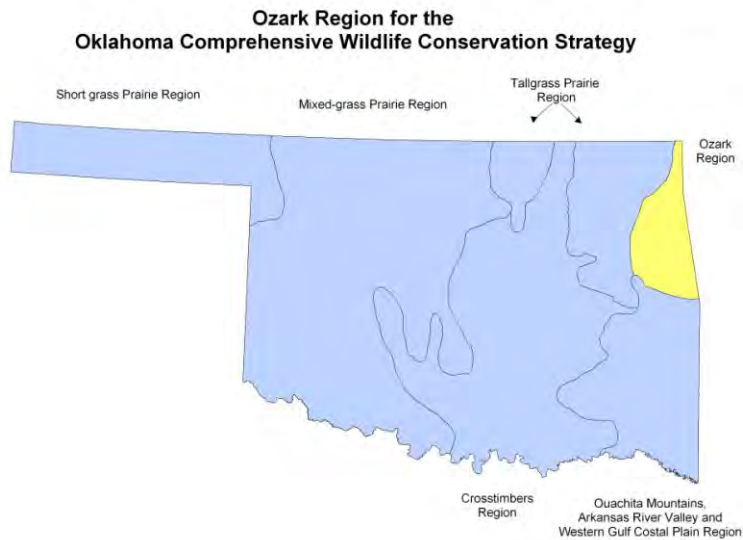 Ozark Region for the
Oklahoma Comprehensive Wildlife Conservation Strategy
Short grass Prairie Region
Mixed-grass Prairie Region
Tallgrass Prairie
Region
Ozark
Region
Crosstimbers
Region
Ouachita Mountains,
Arkansas River Valley and
Western Gulf Costal Plain Region